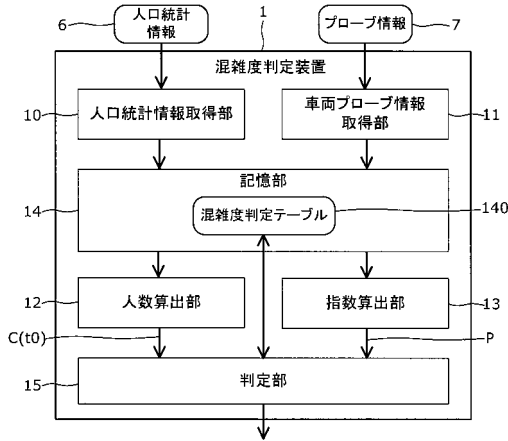 6
人口統計
情報
1
プローブ情報
7
混雑度判定装置
10
人口統計情報取得部
車両プローブ情報
取得部
11
記憶部
14
混雑度判定テーブル
140
12
人数算出部
指数算出部
13
C(t0)
P
15
判定部